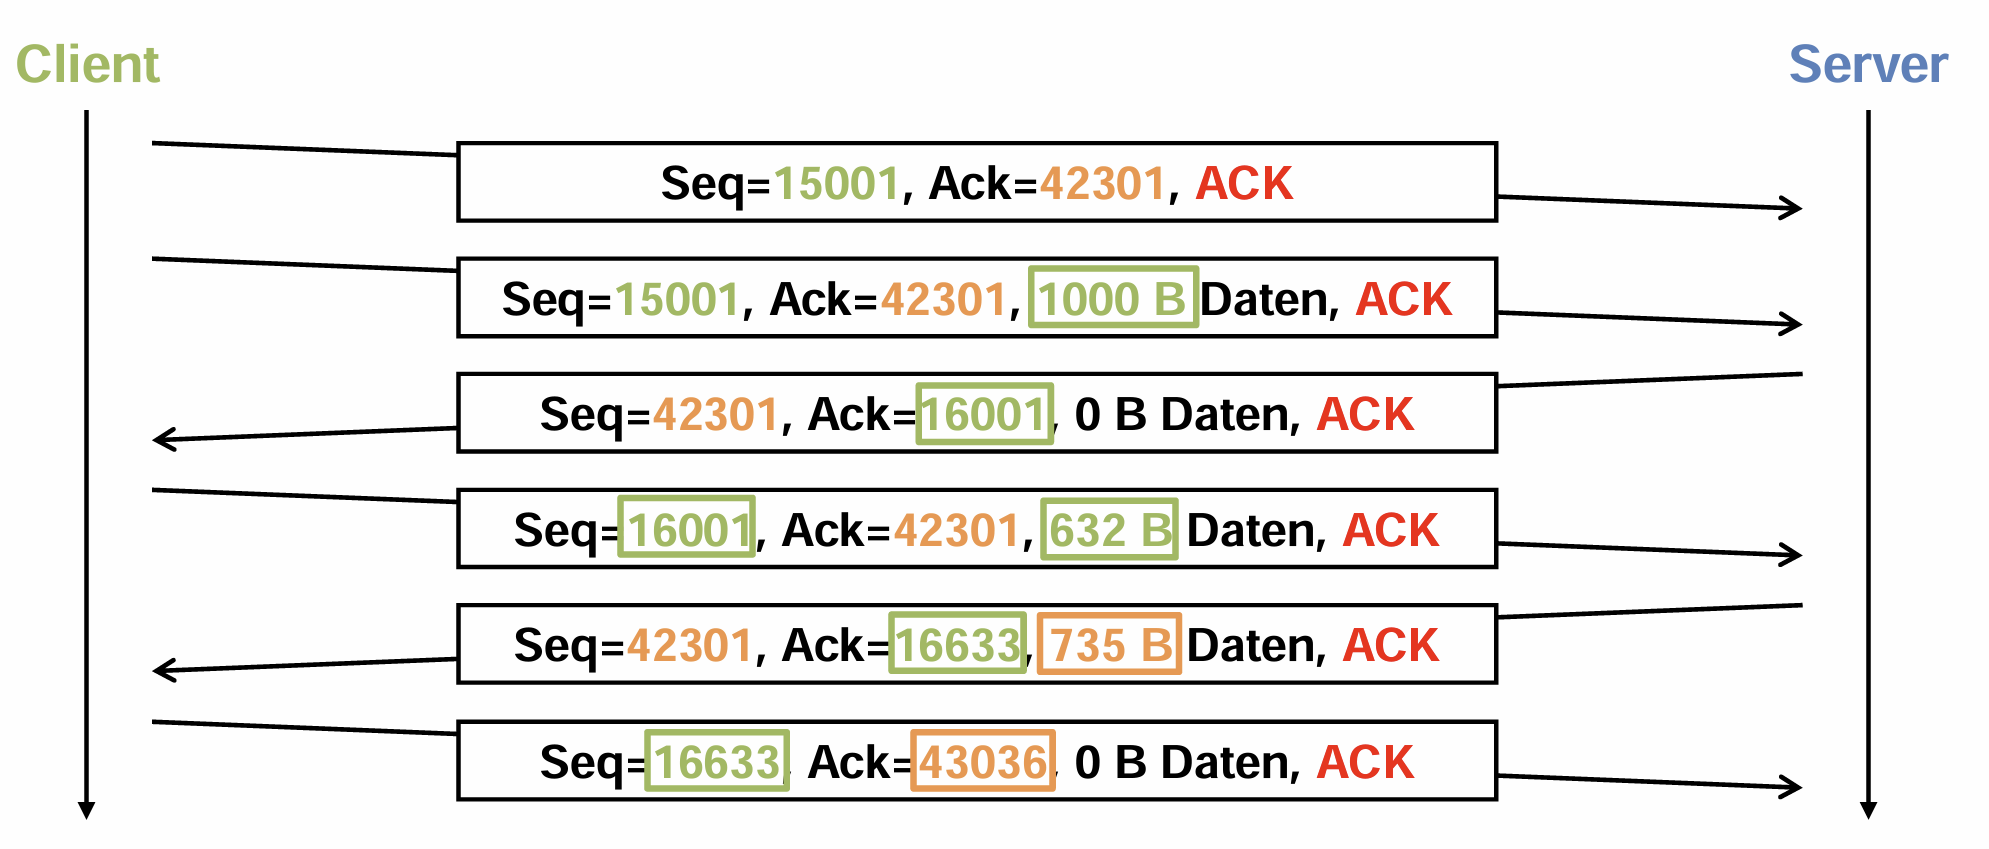 Client
Server
Seq=15001, Ack=42301, ACK
Seq=15001, Ack=42301, 1000 B Daten, ACK
Seq=42301, Ack=16001, 0 B Daten, ACK
Seq=16001, Ack=42301, 632 B Daten, ACK
Seq=42301, Ack=16633, 735 B Daten, ACK
Seq=16633, Ack=43036, 0 B Daten, ACK